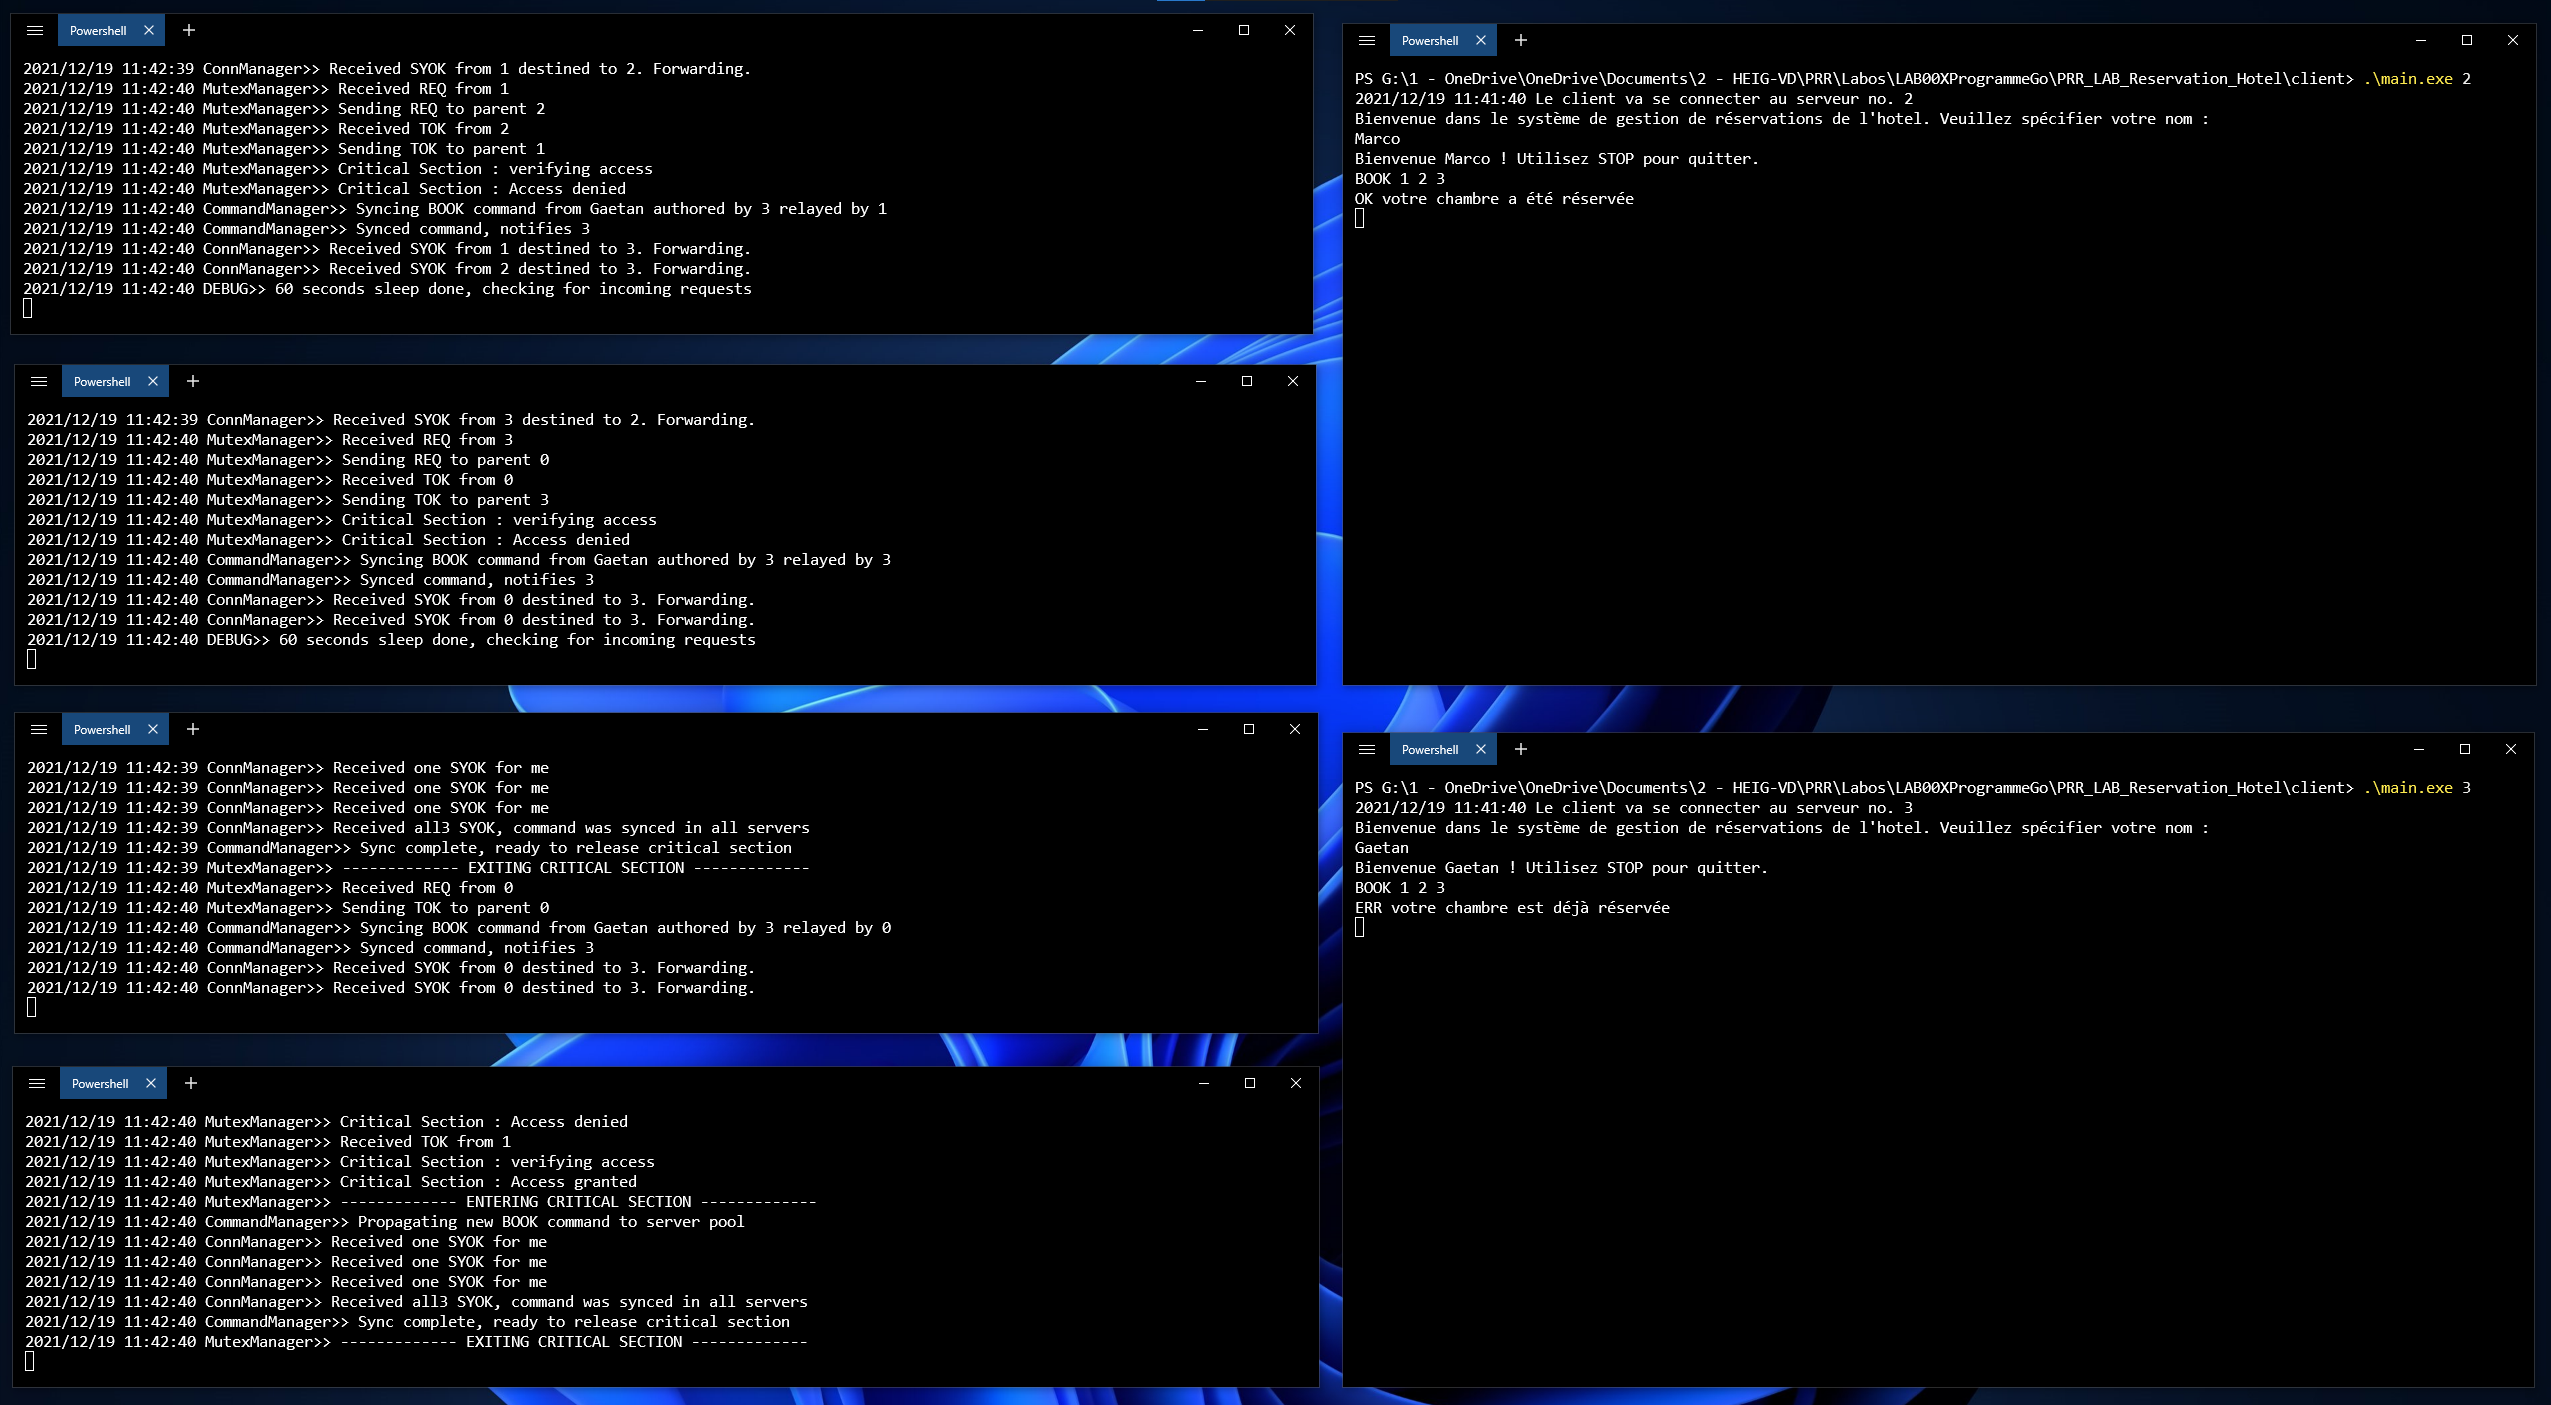 Powershell
2021/12/19 11:42:39 ConnManager>> Received SYOK from 1 destined to 2. Forwarding.
2021/12/19 11:42:40 MutexManager>> Received REQ from 1
2021/12/19 11:42:40 MutexManager>> Sending REQ to parent 2
2021/12/19 11:42:40 MutexManager>> Received TOK from 2
2021/12/19 11:42:40 MutexManager>> Sending TOK to parent 1
2021/12/19 11:42:40 MutexManager>> Critical Section : verifying access
2021/12/19 11:42:40 MutexManager>> Critical Section : Access denied
2021/12/19 11:42:40 CommandManager>> Syncing BOOK command from Gaetan authored by 3 relayed by 1
2021/12/19 11:42:40 CommandManager>> Synced command, notifies 3
2021/12/19 11:42:40 ConnManager>> Received SYOK from 1 destined to 3. Forwarding.
2021/12/19 11:42:40 ConnManager>> Received SYOK from 2 destined to 3. Forwarding.
2021/12/19 11:42:40 DEBUG>> 60 seconds sleep done, checking for incoming requests
Powershell
2021/12/19 11:42:39 ConnManager>> Received SYOK from 3 destined to 2. Forwarding.
2021/12/19 11:42:40 MutexManager>> Received REQ from 3
2021/12/19 11:42:40 MutexManager>> Sending REQ to parent 0
2021/12/19 11:42:40 MutexManager>> Received TOK from 0
2021/12/19 11:42:40 MutexManager>> Sending TOK to parent 3
2021/12/19 11:42:40 MutexManager>> Critical Section : verifying access
2021/12/19 11:42:40 MutexManager>> Critical Section : Access denied
2021/12/19 11:42:40 CommandManager>> Syncing BOOK command from Gaetan authored by 3 relayed by 3
2021/12/19 11:42:40 CommandManager>> Synced command, notifies 3
2021/12/19 11:42:40 ConnManager>> Received SYOK from 0 destined to 3. Forwarding.
2021/12/19 11:42:40 ConnManager>> Received SYOK from 0 destined to 3. Forwarding.
2021/12/19 11:42:40 DEBUG>> 60 seconds sleep done, checking for incoming requests
Powershell
2021/12/19 11:42:39 ConnManager>> Received one SYOK for me
2021/12/19 11:42:39 ConnManager>> Received one SYOK for me
2021/12/19 11:42:39 ConnManager>> Received one SYOK for me
2021/12/19 11:42:39 ConnManager>> Received all3 SYOK, command was synced in all servers
2021/12/19 11:42:39 CommandManager>> Sync complete, ready to release critical section
2021/12/19 11:42:39 MutexManager>> ------------- EXITING CRITICAL SECTION -------------
2021/12/19 11:42:40 MutexManager>> Received REQ from 0
2021/12/19 11:42:40 MutexManager>> Sending TOK to parent 0
2021/12/19 11:42:40 CommandManager>> Syncing BOOK command from Gaetan authored by 3 relayed by 0
2021/12/19 11:42:40 CommandManager>> Synced command, notifies 3
2021/12/19 11:42:40 ConnManager>> Received SYOK from 0 destined to 3. Forwarding.
2021/12/19 11:42:40 ConnManager>> Received SYOK from 0 destined to 3. Forwarding.
Powershell
2021/12/19 11:42:40 MutexManager>> Critical Section : Access denied
2021/12/19 11:42:40 MutexManager>> Received TOK from 1
2021/12/19 11:42:40 MutexManager>> Critical Section : verifying access
2021/12/19 11:42:40 MutexManager>> Critical Section : Access granted
2021/12/19 11:42:40 MutexManager>> ------------- ENTERING CRITICAL SECTION -------------
2021/12/19 11:42:40 CommandManager>> Propagating new BOOK command to server pool
2021/12/19 11:42:40 ConnManager>> Received one SYOK for me
2021/12/19 11:42:40 ConnManager>> Received one SYOK for me
2021/12/19 11:42:40 ConnManager>> Received one SYOK for me
2021/12/19 11:42:40 ConnManager>> Received all3 SYOK, command was synced in all servers
2021/12/19 11:42:40 CommandManager>> Sync complete, ready to release critical section
2021/12/19 11:42:40 MutexManager>> ------------- EXITING CRITICAL SECTION -------------
Powershell
PS G:\1 - OneDrive\OneDrive\Documents\2 - HEIG-VD\PRR\Labos\LAB00XProgrammeGo\PRR_LAB_Reservation_Hotel\client> .\main.exe 2
2021/12/19 11:41:40 Le client va se connecter au serveur no. 2
Bienvenue dans le système de gestion de réservations de l'hotel. Veuillez spécifier votre nom :
Marco
Bienvenue Marco ! Utilisez STOP pour quitter.
BOOK 1 2 3
OK votre chambre a été réservée
Powershell
PS G:\1 - OneDrive\OneDrive\Documents\2 - HEIG-VD\PRR\Labos\LAB00XProgrammeGo\PRR_LAB_Reservation_Hotel\client> .\main.exe 3
2021/12/19 11:41:40 Le client va se connecter au serveur no. 3
Bienvenue dans le système de gestion de réservations de l'hotel. Veuillez spécifier votre nom :
Gaetan
Bienvenue Gaetan ! Utilisez STOP pour quitter.
BOOK 1 2 3
ERR votre chambre est déjà réservée